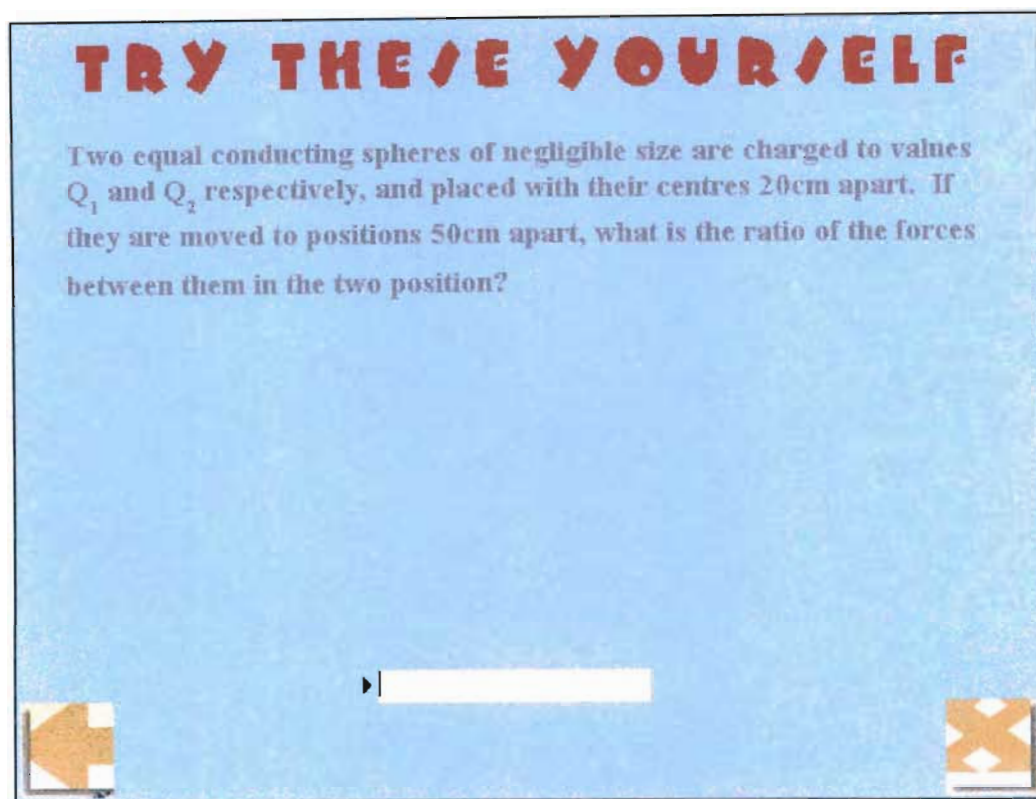 TRY THESE YOURSELF
Two equal conducting spheres of negligible size are charged to values
Q₁ and Q₂ respectively, and placed with their centres 20cm apart. If
they are moved to positions 50cm apart, what is the ratio of the forces
between them in the two position?